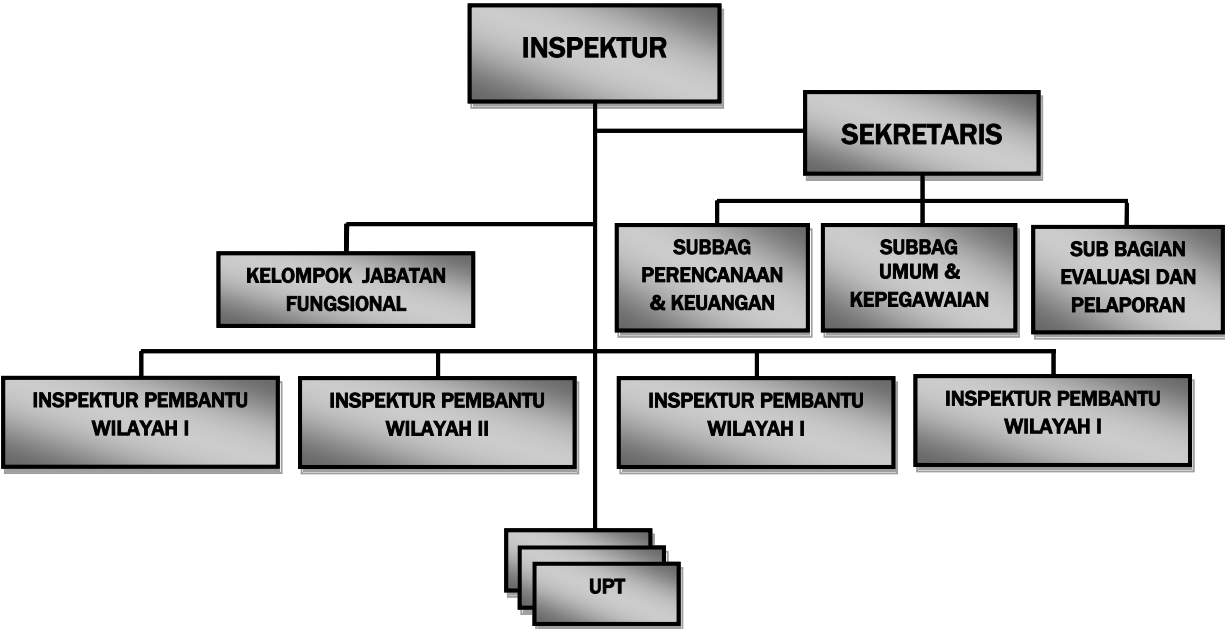 INSPEKTUR
SEKRETARIS
KELOMPOK JABATAN
FUNGSIONAL
SUBBAG
PERENCANAAN
& KEUANGAN
SUBBAG
UMUM &
KEPEGAWAIAN
SUB BAGIAN
EVALUASI DAN
PELAPORAN
INSPEKTUR PEMBANTU
WILAYAH I
INSPEKTUR PEMBANTU
WILAYAH II
INSPEKTUR PEMBANTU
WILAYAH I
INSPEKTUR PEMBANTU
WILAYAH I
UPT